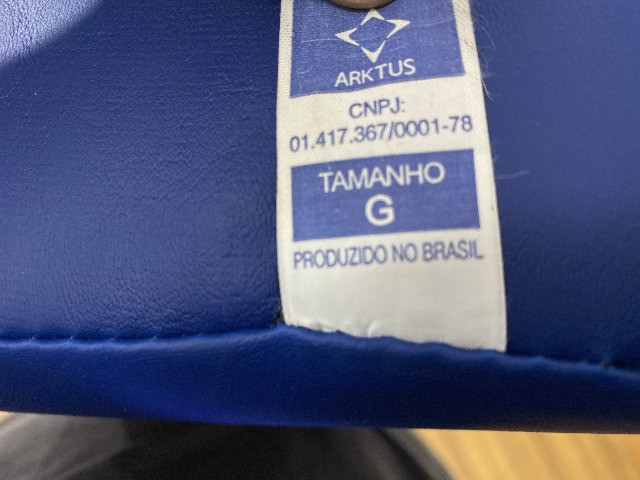 ARKTUS
CNPJ:
01.417.367/0001-78
TAMANHO
G
PRODUZIDO NO BRASIL